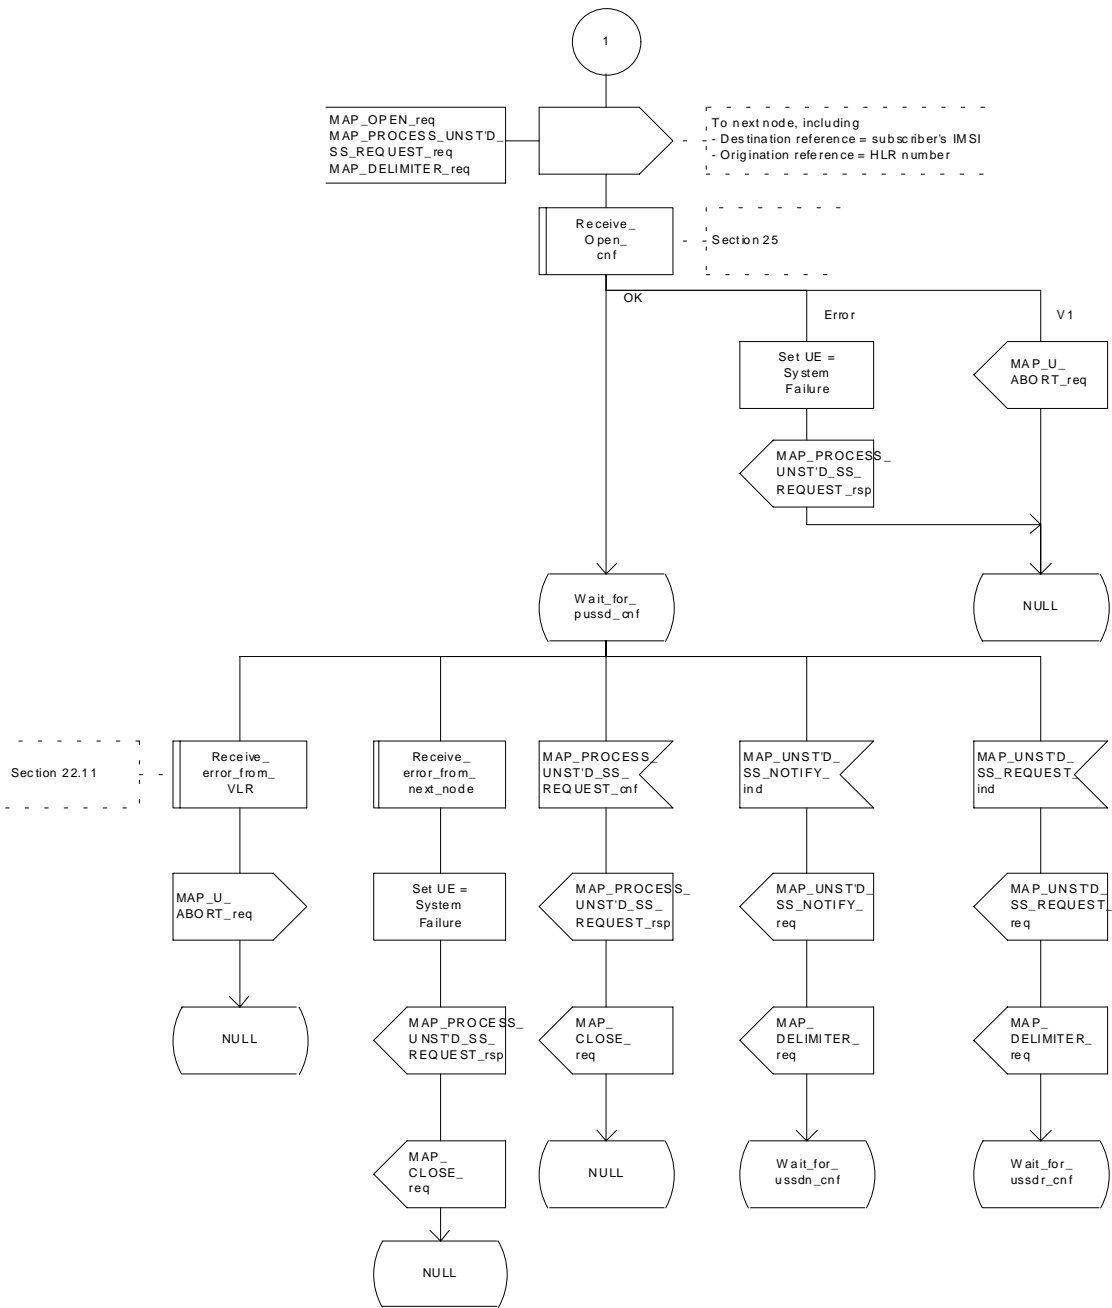 1
MAP_OPEN_req
MAP_PROCESS_UNST'D_
SS_REQUEST_req
MAP_DELIMITER_req
To next node, including
- Destination reference = subscriber's IMSI
- Origination reference = HLR number
Receive_
Open_
cnf
Section 25
OK
Error
V1
Set UE =
System
Failure
MAP_U_
ABORT_req
MAP_PROCESS_
UNST'D_SS_
REQUEST_rsp
Wait_for_
pussd_cnf
NULL
Section 22.11
Receive_
error_from_
VLR
Receive_
error_from_
next_node
MAP_PROCESS_
UNST'D_SS_
REQUEST_cnf
MAP_UNST'D_
SS_NOTIFY_
ind
MAP_UNST'D_
SS_REQUEST_
ind
MAP_U_
ABORT_req
Set UE =
System
Failure
MAP_PROCESS_
UNST'D_SS_
REQUEST_rsp
MAP_UNST'D_
SS_NOTIFY_
req
MAP_UNST'D_
SS_REQUEST_
req
NULL
MAP_PROCESS_
UNST'D_SS_
REQUEST_rsp
MAP_
CLOSE_
req
MAP_
DELIMITER_
req
MAP_
DELIMITER_
req
MAP_
CLOSE_
req
NULL
Wait_for_
ussdn_cnf
Wait_for_
ussdr_cnf
NULL